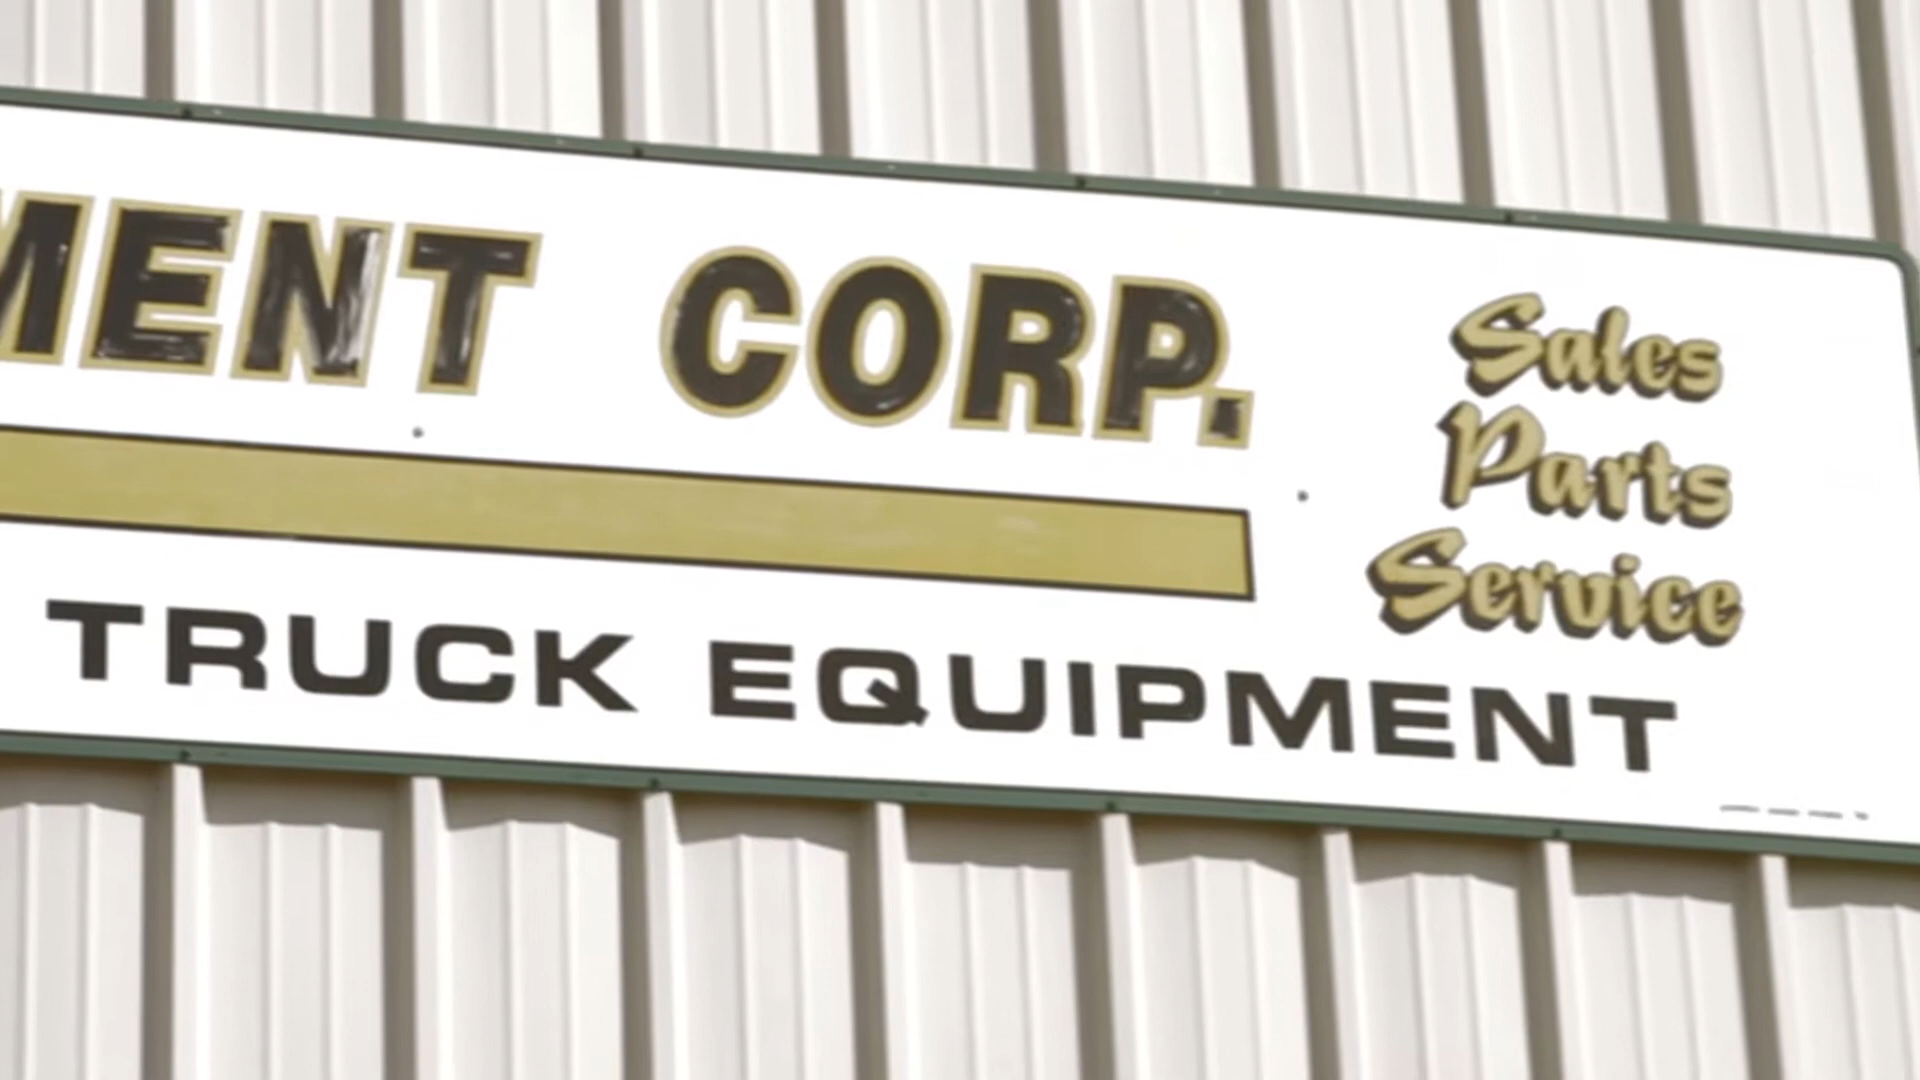 MENT CORP.
Sales
Parts
Service
TRUCK EQUIPMENT